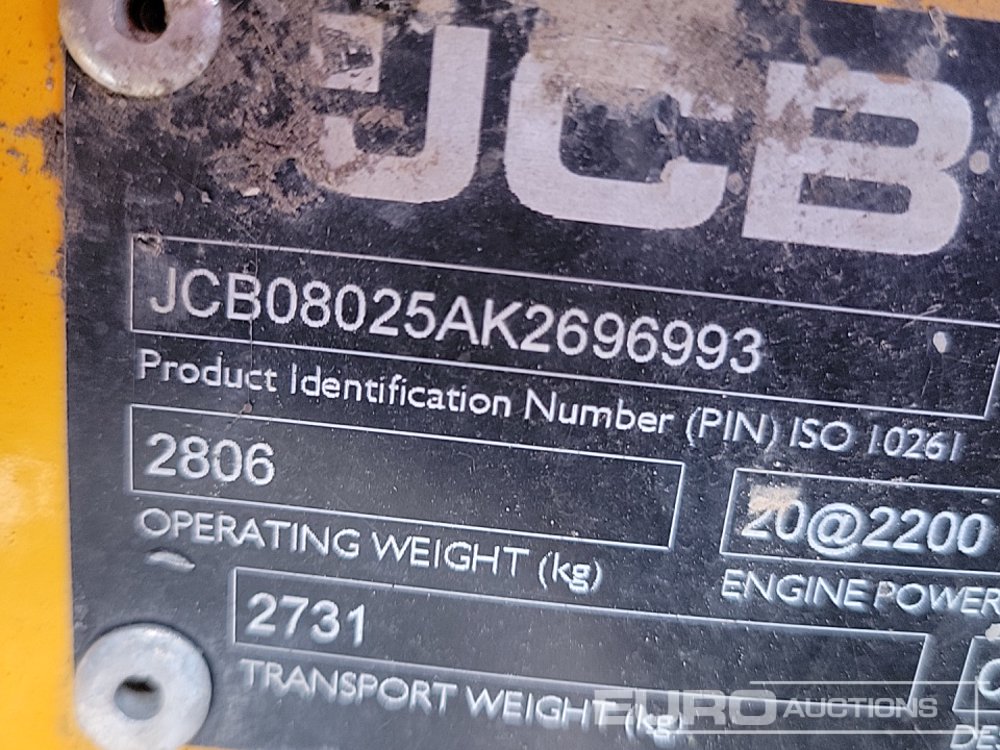 JCB
JCB08025AK2696993
Product Identification Number (PIN) ISO 10261
2806
20@2200
OPERATING WEIGHT (kg)
ENGINE POWER
2731
TRANSPORT WEIGHT (kg)
EURO AUCTIONS